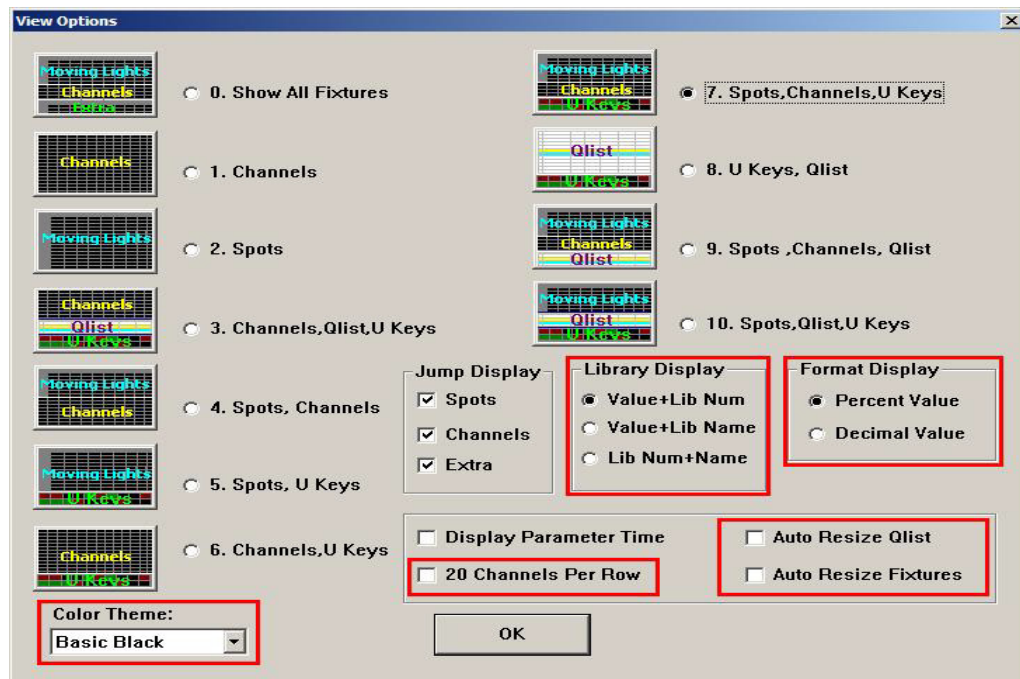 View Options
Moving Lights
Channels
Extra
0. Show All Fixtures
Channels
1. Channels
Moving Lights
2. Spots
Channels
Qlist
U Keys
3. Channels,Qlist,U Keys
Moving Lights
Channels
4. Spots, Channels
Moving Lights
U Keys
5. Spots, U Keys
Channels
U Keys
6. Channels,U Keys
Moving Lights
Channels
U Keys
7. Spots,Channels,U Keys
Qlist
U Keys
8. U Keys, Qlist
Moving Lights
Channels
Qlist
9. Spots ,Channels, Qlist
Moving Lights
Qlist
U Keys
10. Spots,Qlist,U Keys
Jump Display
Spots
Channels
Extra
Library Display
Value+Lib Num
Value+Lib Name
Lib Num+Name
Format Display
Percent Value
Decimal Value
Display Parameter Time
20 Channels Per Row
Auto Resize Qlist
Auto Resize Fixtures
Color Theme:
Basic Black
OK